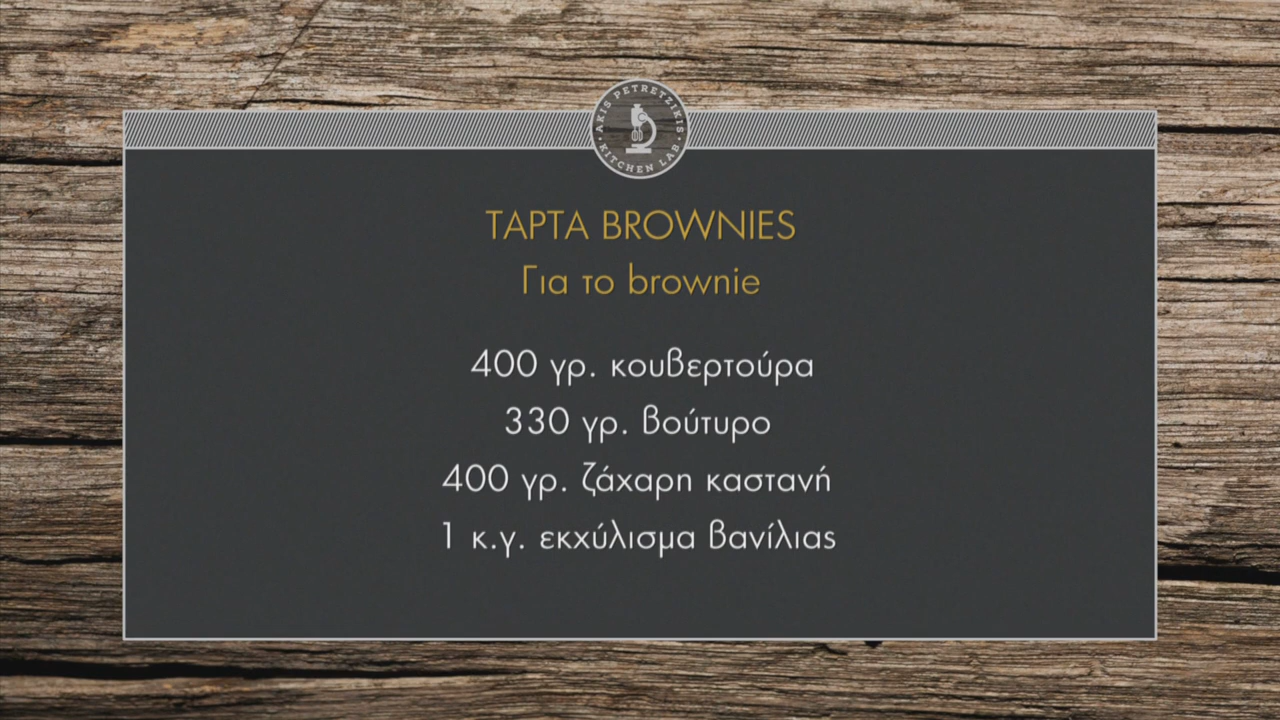 AKIS PETRETZIKIS
KITCHEN LAB
ΤΑΡΤΑ BROWNIES
Για το brownie
400 γρ. κουβερτούρα
330 γρ. βούτυρο
400 γρ. ζάχαρη καστανή
1 κ.γ. εκχύλισμα βανίλιας